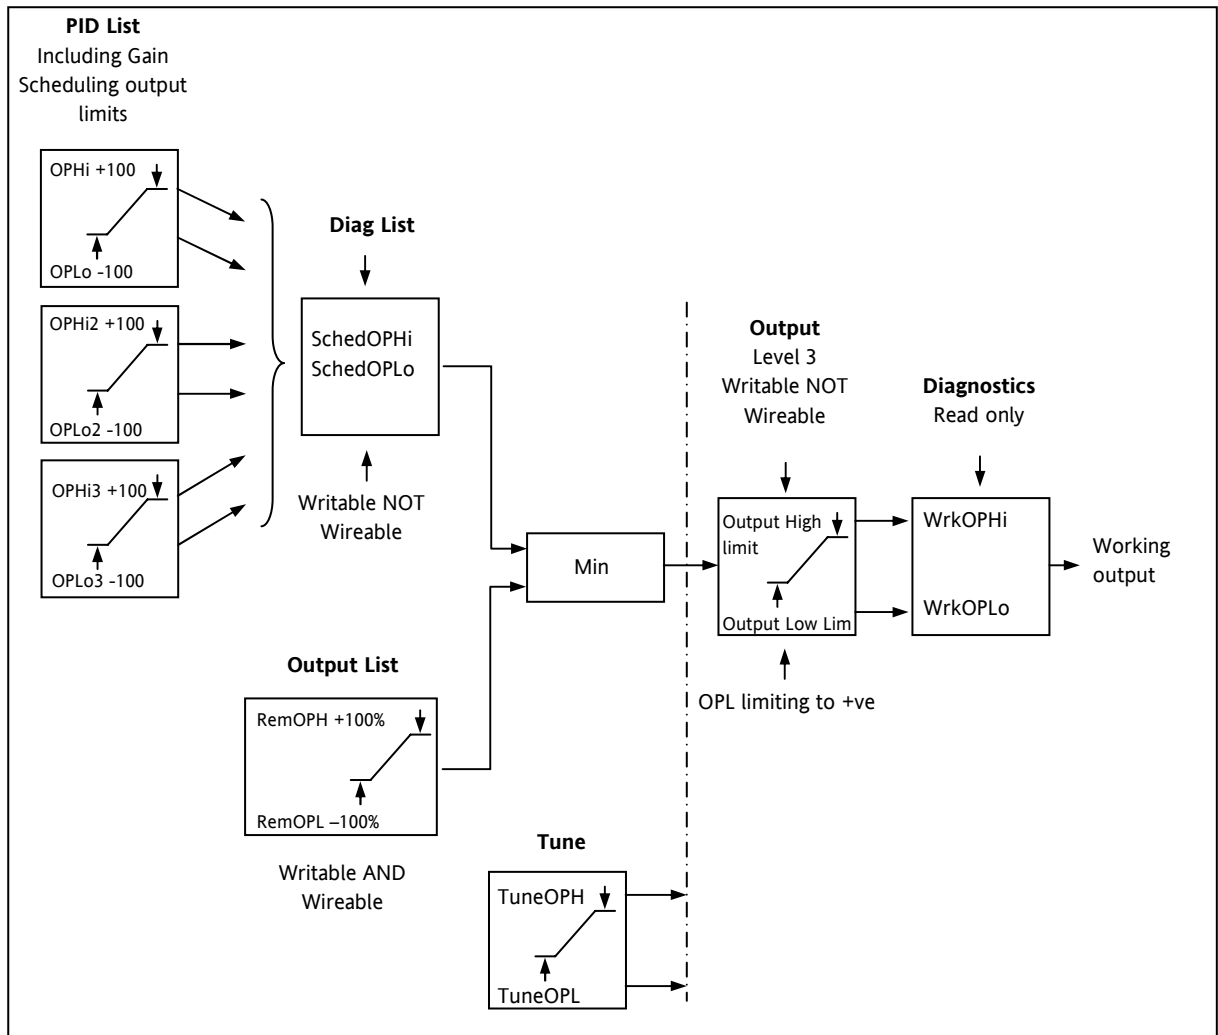 PID List
Including Gain
Scheduling output
limits
OPHi +100
OPLo -100
OPHi2 +100
OPLo2 -100
OPHi3 +100
OPLo3 -100
Diag List
SchedOPHi
SchedOPLo
Writable NOT
Wireable
Min
Output List
RemOPH +100%
RemOPL –100%
Writable AND
Wireable
Tune
TuneOPH
TuneOPL
Output
Level 3
Writable NOT
Wireable
Output High
limit
Output Low Lim
OPL limiting to +ve
Diagnostics
Read only
WrkOPHi
WrkOPLo
Working
output